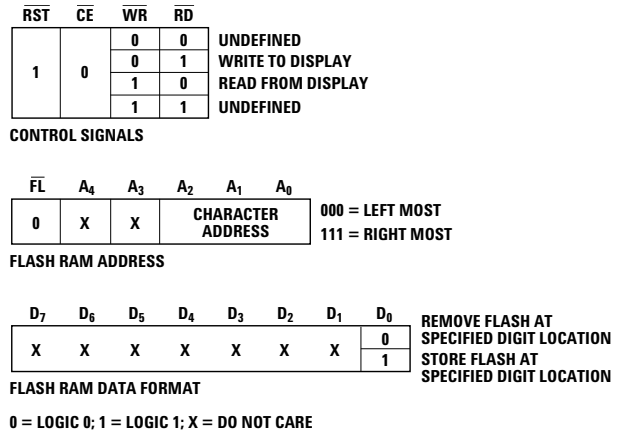 RST CE WR RD
0 0 UNDEFINED
0 1 WRITE TO DISPLAY
1 0
1 0 READ FROM DISPLAY
1 1 UNDEFINED
CONTROL SIGNALS
FL A4 A3 A2 A1 A0
0 X X CHARACTER ADDRESS
000 = LEFT MOST
111 = RIGHT MOST
FLASH RAM ADDRESS
D7 D6 D5 D4 D3 D2 D1 D0
X X X X X X X
0 REMOVE FLASH AT
SPECIFIED DIGIT LOCATION
1 STORE FLASH AT
SPECIFIED DIGIT LOCATION
FLASH RAM DATA FORMAT
0 = LOGIC 0; 1 = LOGIC 1; X = DO NOT CARE